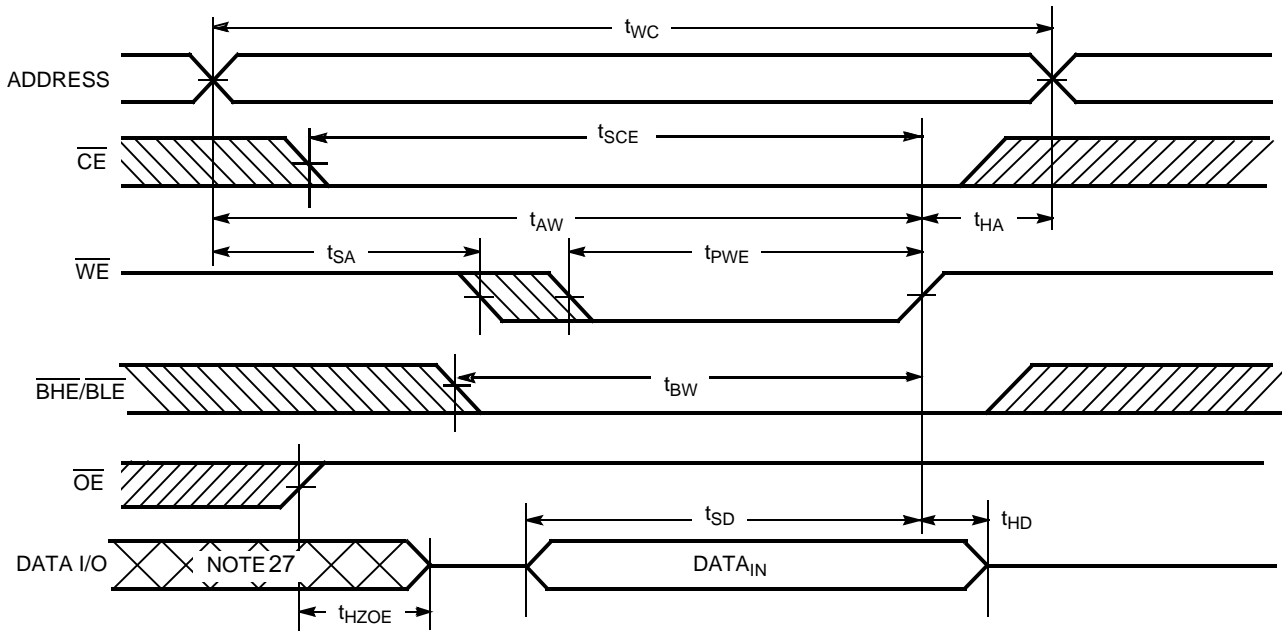 tWC
ADDRESS
tSCE
CE
tAW
tHA
tSA
tPWE
WE
tBW
BHE/BLE
OE
tSD
tHD
DATA I/O
NOTE 27
DATAIN
tHZOE